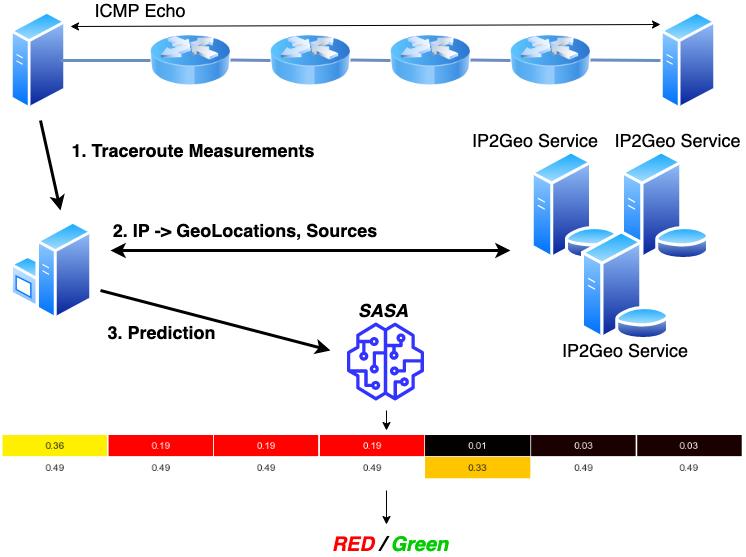 ICMP Echo
1. Traceroute Measurements
IP2Geo Service
IP2Geo Service
2. IP -> GeoLocations, Sources
3. Prediction
SASA
IP2Geo Service
0.36 0.19 0.19 0.19 0.01 0.03 0.03
0.49 0.49 0.49 0.49 0.33 0.49 0.49
RED / Green